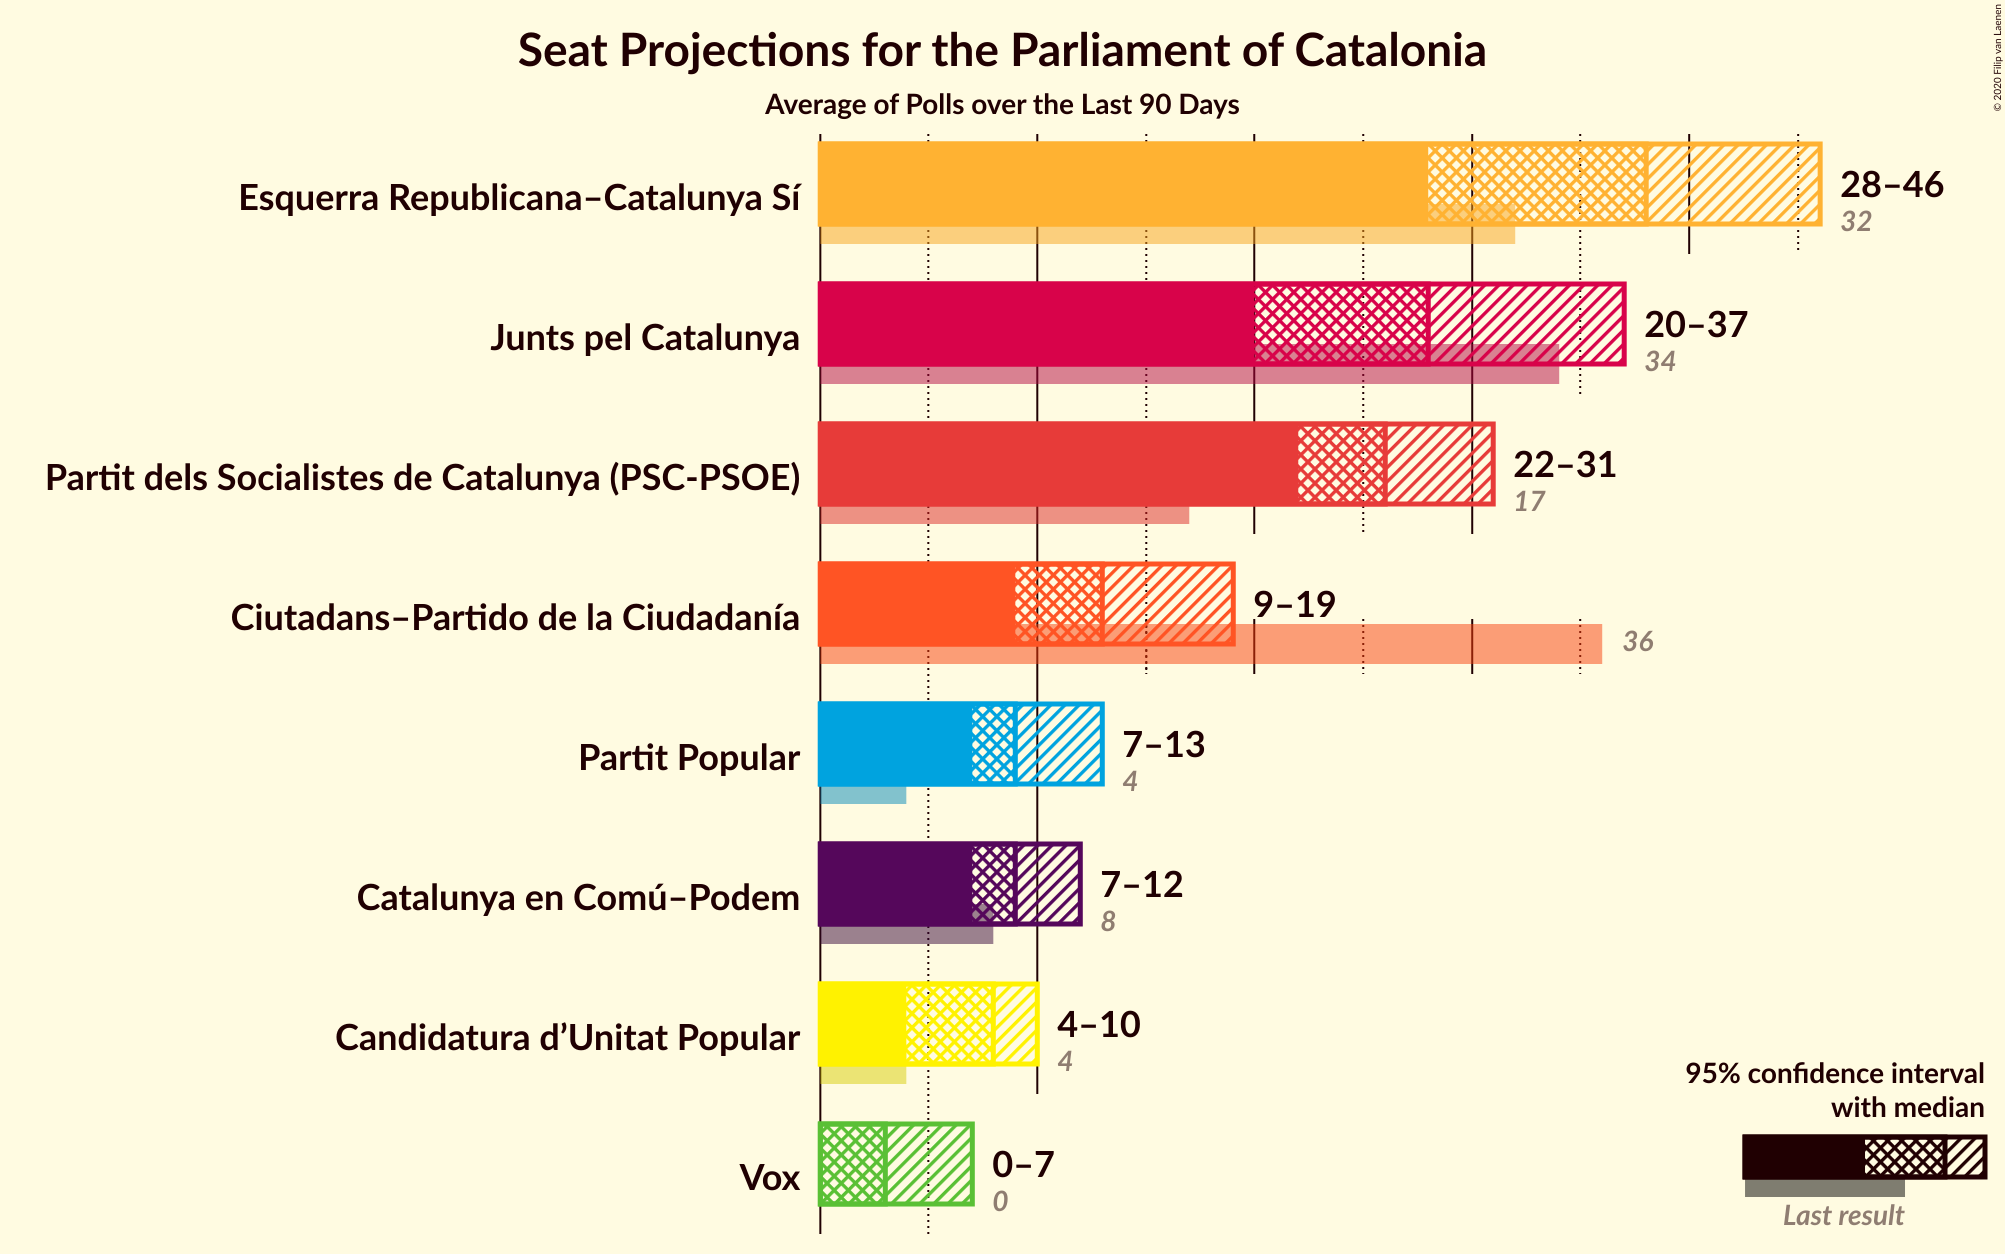 Seat Projections for the Parliament of Catalonia
Average of Polls over the Last 90 Days
© 2020 Filip van Laenen
Esquerra Republicana–Catalunya Sí
28–46
32
Junts pel Catalunya
20–37
34
Partit dels Socialistes de Catalunya (PSC-PSOE)
22–31
17
Ciutadans–Partido de la Ciudadanía
9–19
36
Partit Popular
7–13
4
Catalunya en Comú–Podem
7–12
8
Candidatura d’Unitat Popular
4–10
4
Vox
0–7
0
95% confidence interval
with median
Last result